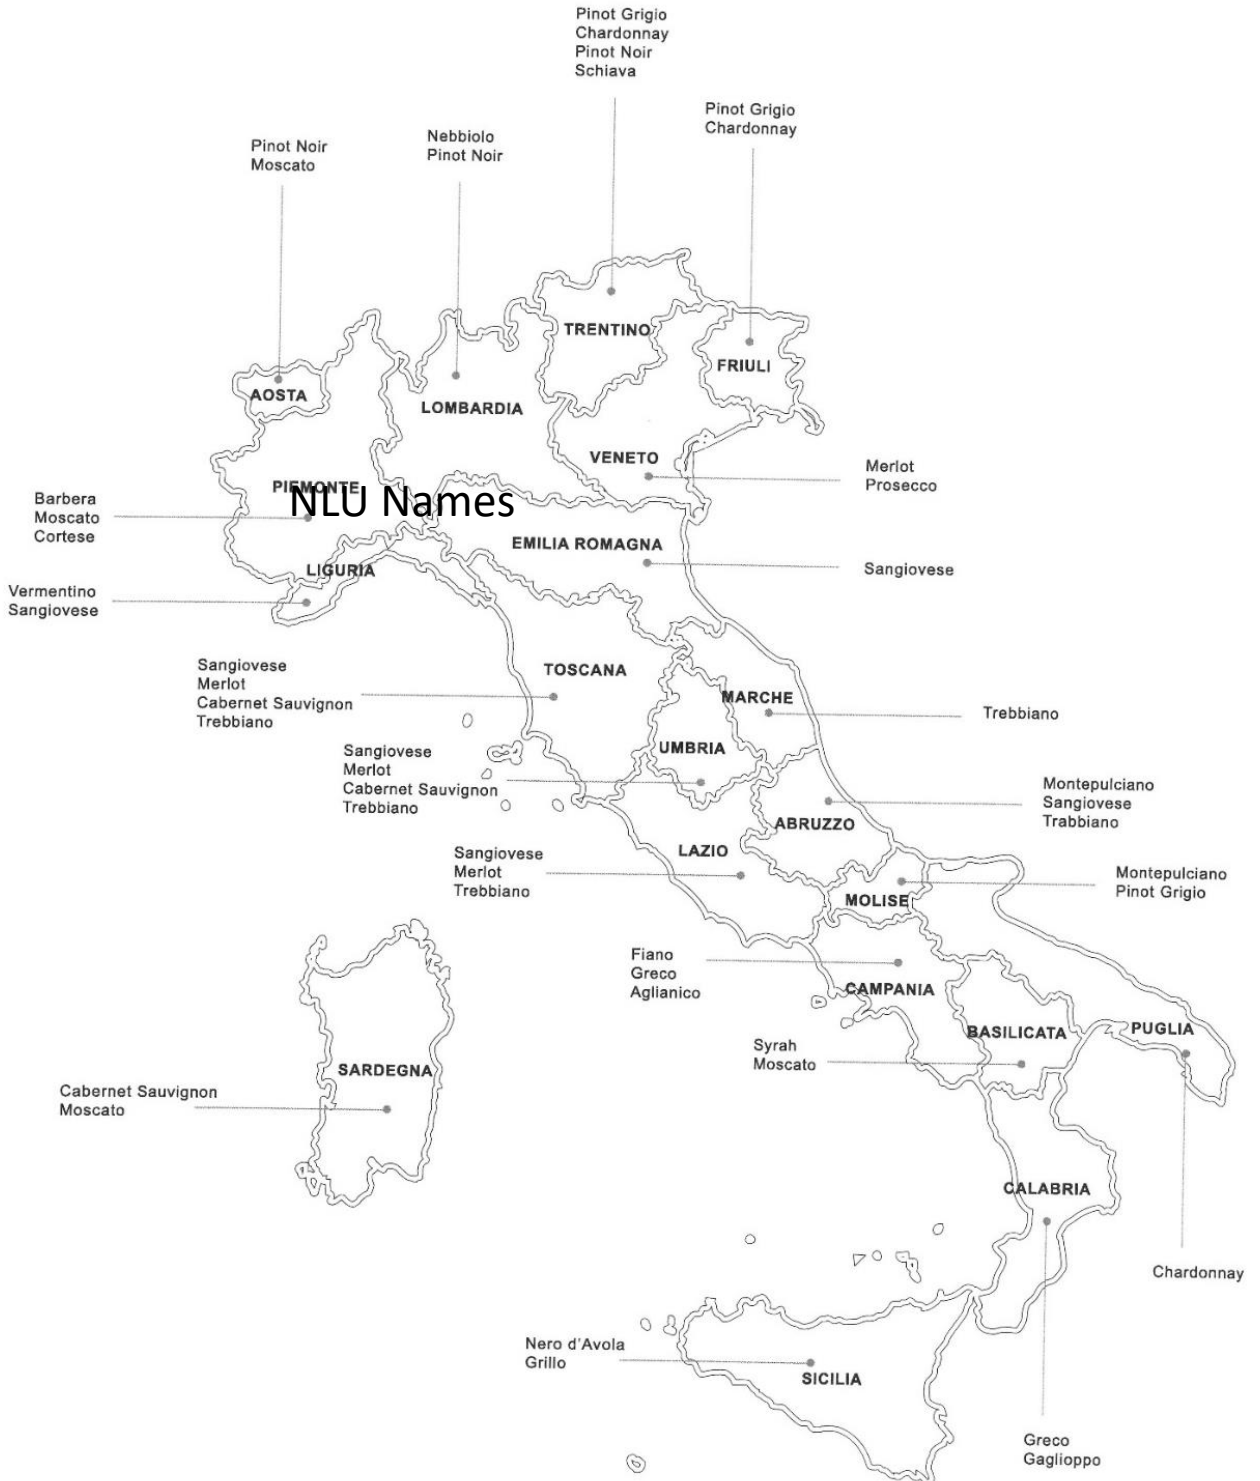 Pinot Grigio
Chardonnay
Pinot Noir
Schiava
Pinot Grigio
Chardonnay
Nebbiolo
Pinot Noir
Pinot Noir
Moscato
TRENTINO
FRIULI
AOSTA
LOMBARDIA
VENETO
Merlot
Prosecco
PIEMONTE
NLU Names
Barbera
Moscato
Cortese
EMILIA ROMAGNA
Sangiovese
LIGURIA
Vermentino
Sangiovese
TOSCANA
Sangiovese
Merlot
Cabernet Sauvignon
Trebbiano
MARCHE
Trebbiano
UMBRIA
Sangiovese
Merlot
Cabernet Sauvignon
Trebbiano
Montepulciano
Sangiovese
Trabbiano
ABRUZZO
LAZIO
Sangiovese
Merlot
Trebbiano
Montepulciano
Pinot Grigio
MOLISE
Fiano
Greco
Aglianico
CAMPANIA
BASILICATA
PUGLIA
Syrah
Moscato
SARDEGNA
Cabernet Sauvignon
Moscato
CALABRIA
Chardonnay
Nero d'Avola
Grillo
SICILIA
Greco
Gaglioppo